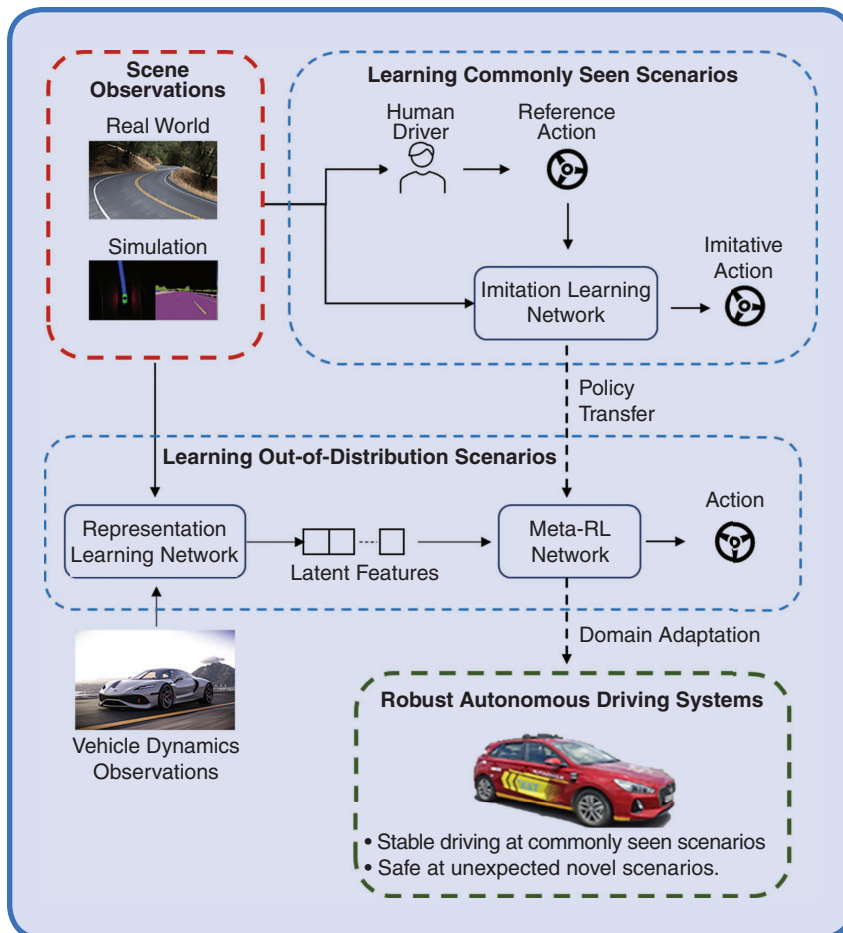 Scene
Observations
Real World
Simulation
Learning Commonly Seen Scenarios
Human
Driver
Reference
Action
Imitation Learning
Network
Imitative
Action
Policy
Transfer
Learning Out-of-Distribution Scenarios
Representation
Learning Network
Latent Features
Meta-RL
Network
Action
Vehicle Dynamics
Observations
Domain Adaptation
Robust Autonomous Driving Systems
• Stable driving at commonly seen scenarios
• Safe at unexpected novel scenarios.